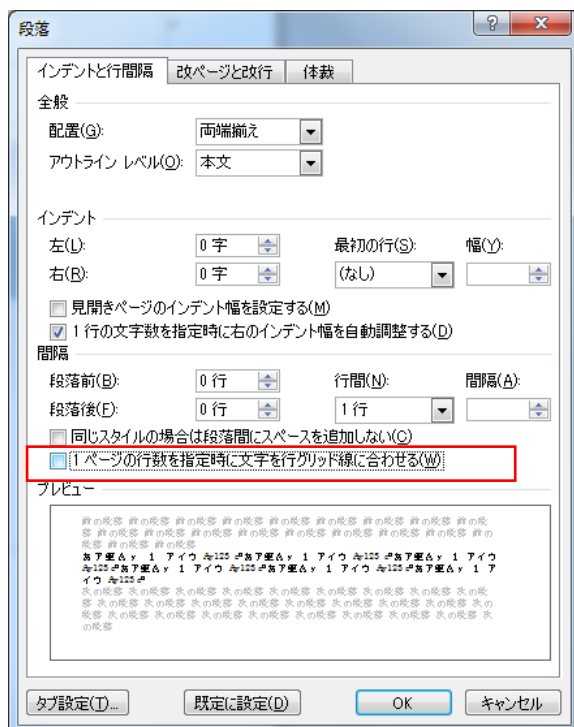 段落
インデントと行間隔 改ページと改行 体裁
全般
配置(G): 両端揃え
アウトライン レベル(O): 本文
インデント
左(L): 0 字 最初の行(S): 幅(Y):
右(R): 0 字 (なし)
見開きページのインデント幅を設定する(M)
1 行の文字数を指定時に右のインデント幅を自動調整する(D)
間隔
段落前(B): 0 行 行間(N): 間隔(A):
段落後(F): 0 行 1 行
同じスタイルの場合は段落間にスペースを追加しない(C)
1 ページの行数を指定時に文字を行グリッド線に合わせる(W)
プレビュー
タブ設定(T)... 既定に設定(D) OK キャンセル